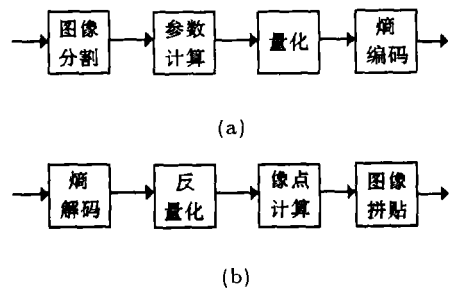 图像 参数 量化 熵
分割 计算 编码
(a)
熵 反 像点 图像
解码 量化 计算 拼贴
(b)